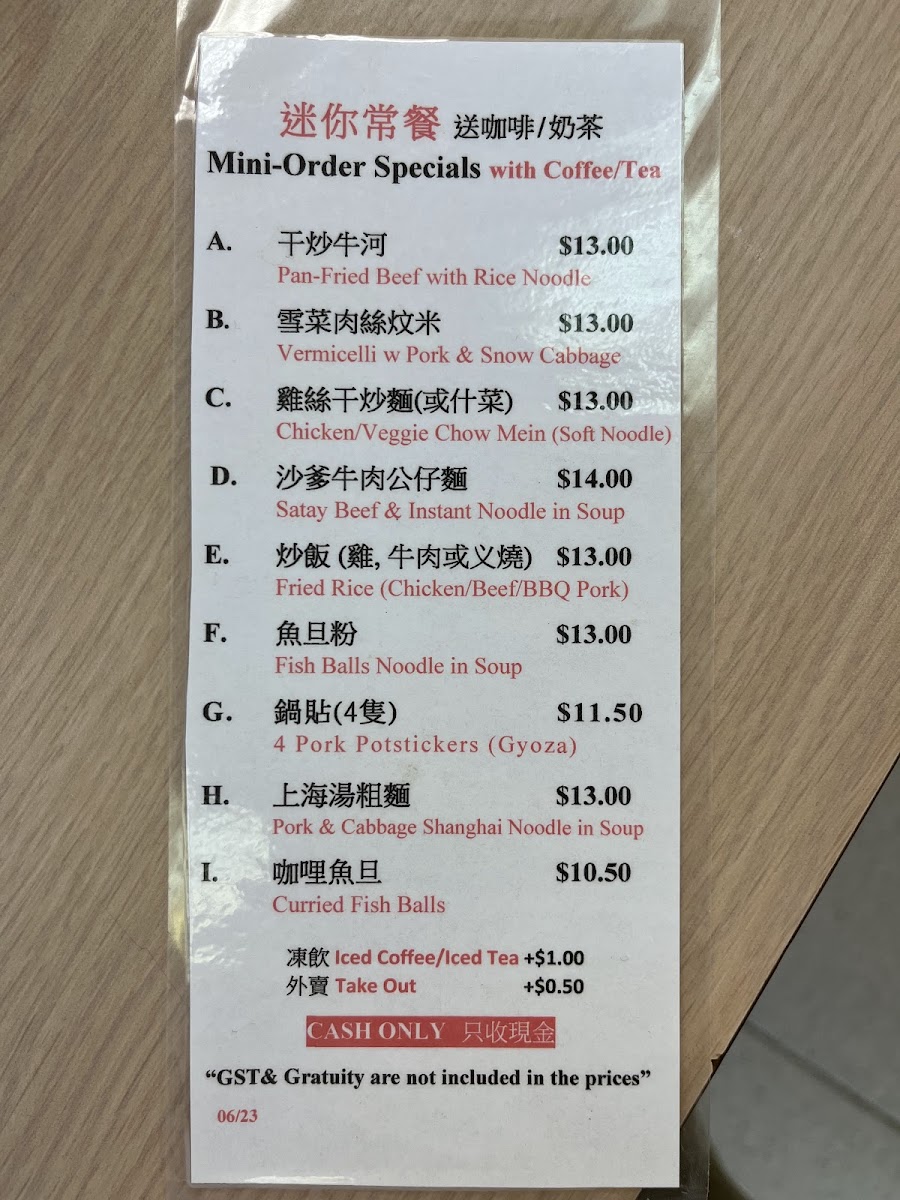 迷你常餐 送咖啡/奶茶
Mini-Order Specials with Coffee/Tea
A. 干炒牛河 $13.00
Pan-Fried Beef with Rice Noodle
B. 雪菜肉絲炆米 $13.00
Vermicelli w Pork & Snow Cabbage
C. 雞絲干炒麵(或什菜) $13.00
Chicken/Veggie Chow Mein (Soft Noodle)
D. 沙爹牛肉公仔麵 $14.00
Satay Beef & Instant Noodle in Soup
E. 炒飯 (雞, 牛肉或义燒) $13.00
Fried Rice (Chicken/Beef/BBQ Pork)
F. 魚旦粉 $13.00
Fish Balls Noodle in Soup
G. 鍋貼(4隻) $11.50
4 Pork Potstickers (Gyoza)
H. 上海湯粗麵 $13.00
Pork & Cabbage Shanghai Noodle in Soup
I. 咖哩魚旦 $10.50
Curried Fish Balls
凍飲 Iced Coffee/Iced Tea +$1.00
外賣 Take Out +$0.50
CASH ONLY 只收現金
“GST& Gratuity are not included in the prices”
06/23